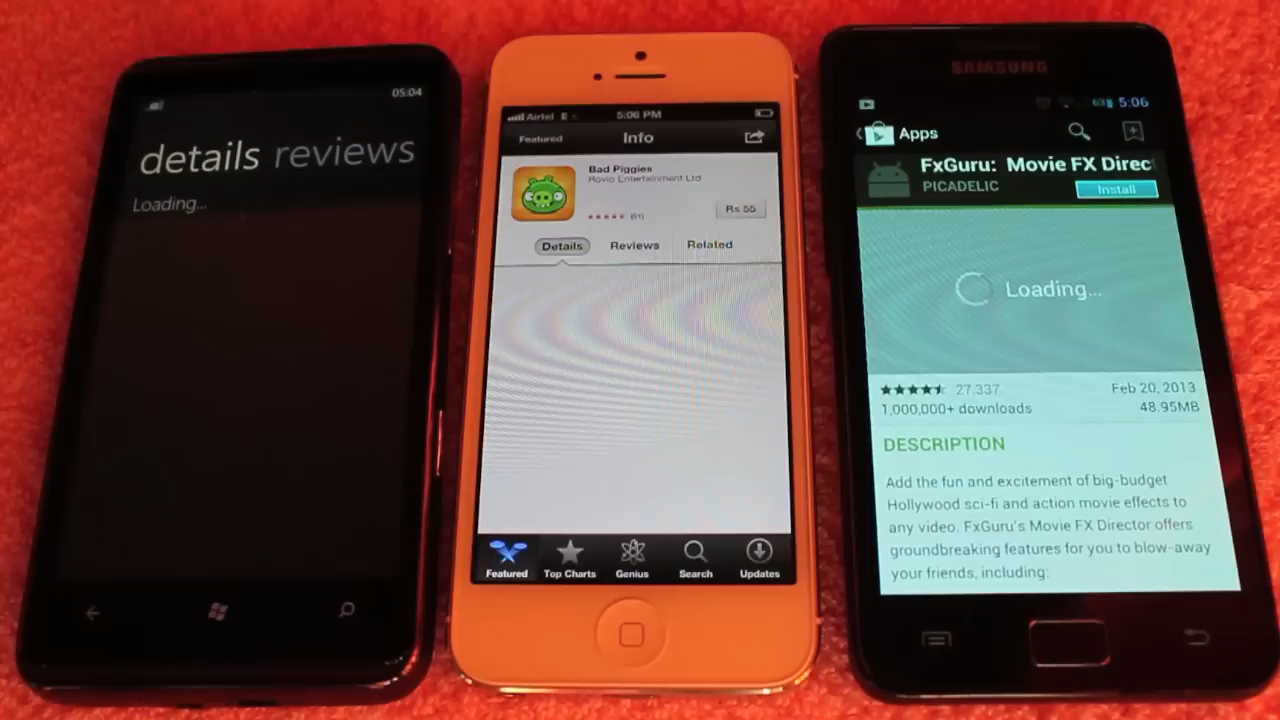 05:04
details reviews
Loading...
Airtel E 5:06 PM
Featured Info
Bad Piggies
Rovio Entertainment Ltd
(51)
Rs 55
Details Reviews Related
Featured Top Charts Genius Search Updates
SAMSUNG
5:06
Apps
FxGuru: Movie FX Direc
PICADELIC
Install
Loading...
27,337 Feb 20, 2013
1,000,000+ downloads 48.95MB
DESCRIPTION
Add the fun and excitement of big-budget
Hollywood sci-fi and action movie effects to
any video. FxGuru's Movie FX Director offers
groundbreaking features for you to blow-away
your friends, including: